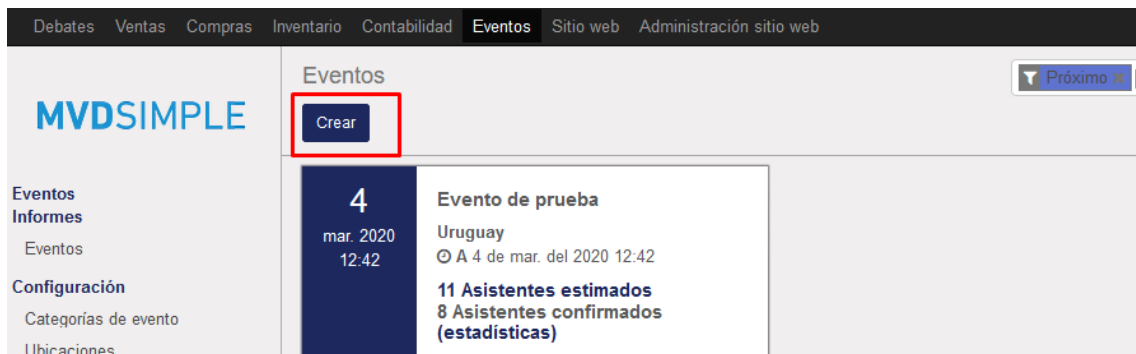 Debates Ventas Compras Inventario Contabilidad Eventos Sitio web Administración sitio web
MVDSIMPLE
Eventos
Informes
Eventos
Configuración
Categorías de evento
Ubicaciones
Eventos
Crear
Próximo
4
mar. 2020
12:42
Evento de prueba
Uruguay
A 4 de mar. del 2020 12:42
11 Asistentes estimados
8 Asistentes confirmados
(estadísticas)